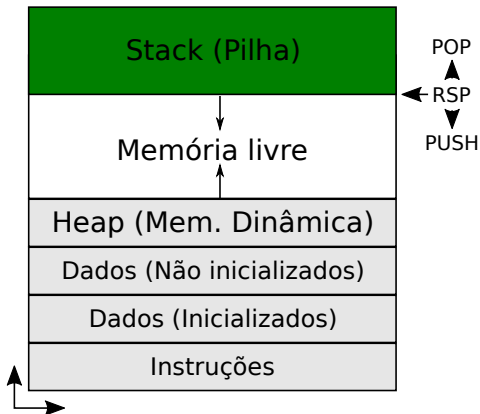 Stack (Pilha)
POP
RSP
PUSH
Memória livre
Heap (Mem. Dinâmica)
Dados (Não inicializados)
Dados (Inicializados)
Instruções